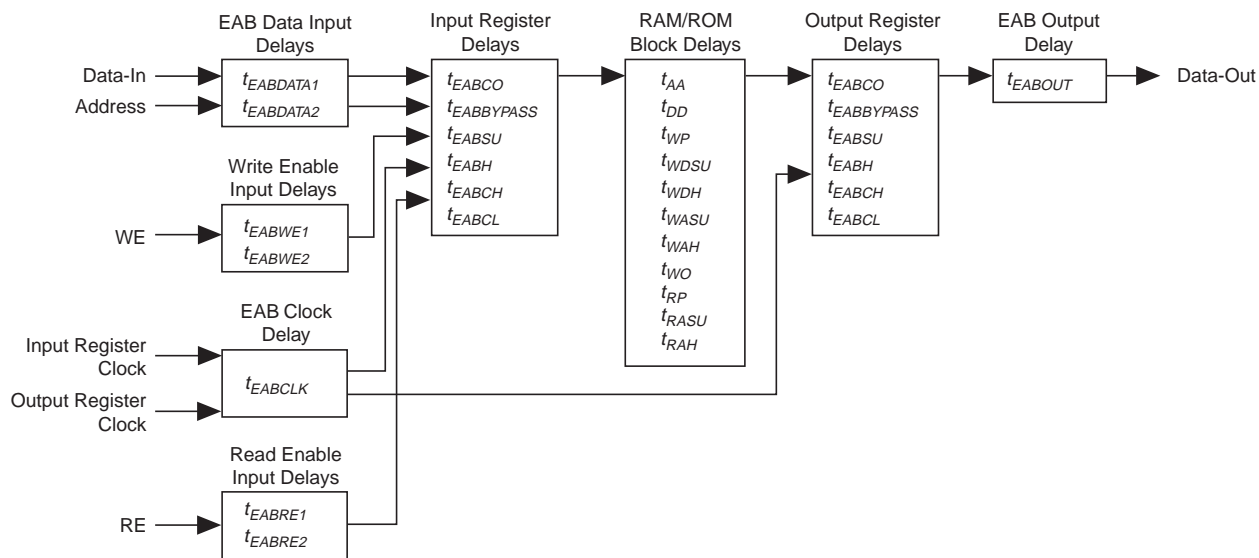 EAB Data Input
Delays
Data-In
Address
tEABDATA1
tEABDATA2
Write Enable
Input Delays
WE
tEABWE1
tEABWE2
EAB Clock
Delay
Input Register
Clock
Output Register
Clock
tEABCLK
Read Enable
Input Delays
RE
tEABRE1
tEABRE2
Input Register
Delays
tEABCO
tEABBYPASS
tEABSU
tEABH
tEABCH
tEABCL
RAM/ROM
Block Delays
tAA
tDD
tWP
tWDSU
tWDH
tWASU
tWAH
tWO
tRP
tRASU
tRAH
Output Register
Delays
tEABCO
tEABBYPASS
tEABSU
tEABH
tEABCH
tEABCL
EAB Output
Delay
tEABOUT
Data-Out